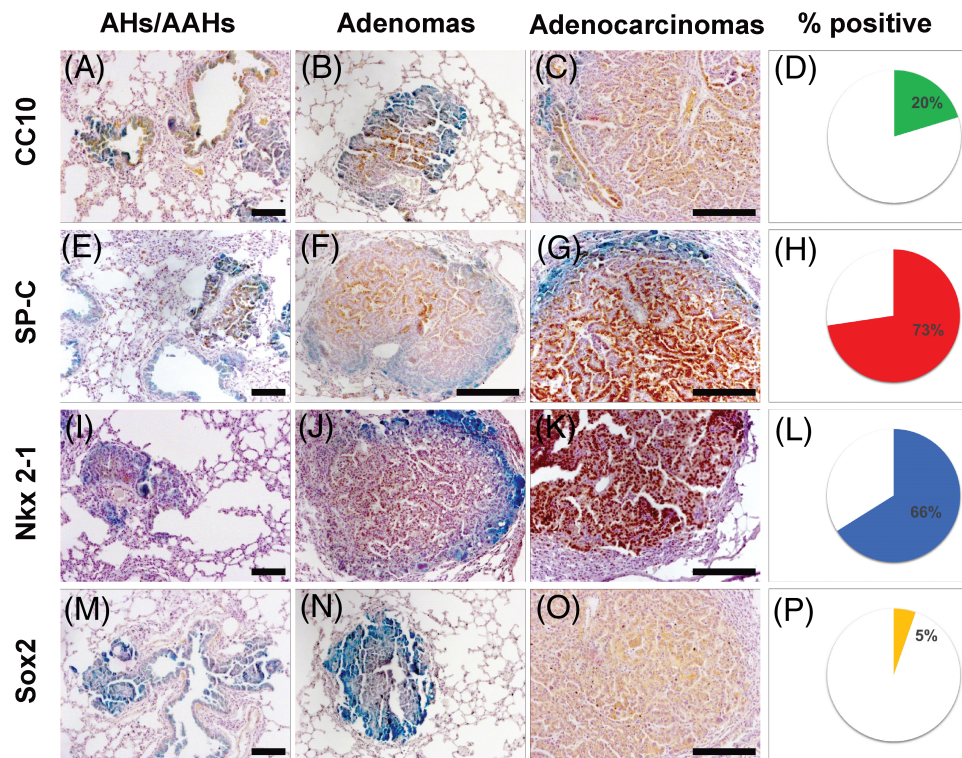 AHs/AAHs Adenomas Adenocarcinomas % positive
CC10 (A) (B) (C) (D) 20%
SP-C (E) (F) (G) (H) 73%
Nkx 2-1 (I) (J) (K) (L) 66%
Sox2 (M) (N) (O) (P) 5%